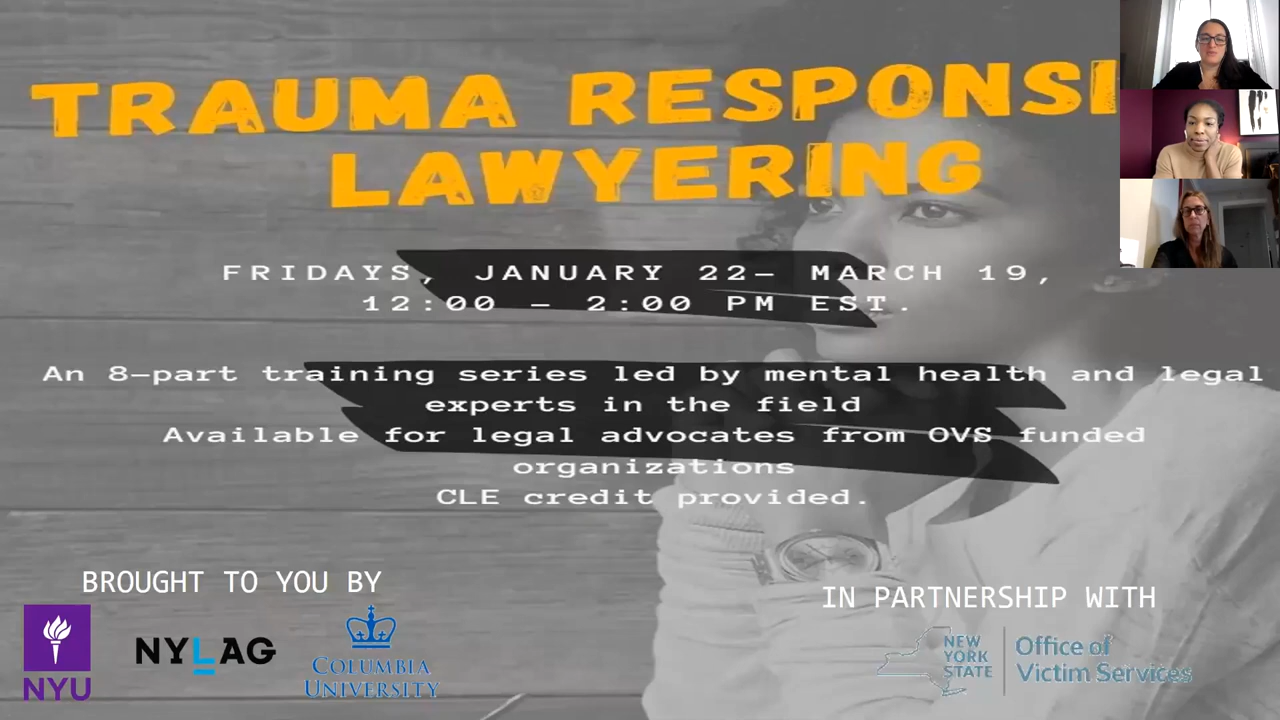 TRAUMA RESPONSI
LAWYERING
FRIDAYS, JANUARY 22– MARCH 19,
12:00 – 2:00 PM EST.
An 8–part training series led by mental health and legal
experts in the field
Available for legal advocates from OVS funded
organizations
CLE credit provided.
BROUGHT TO YOU BY
NYU
NYLAG
COLUMBIA
UNIVERSITY
IN PARTNERSHIP WITH
NEW
YORK
STATE
Office of
Victim Services